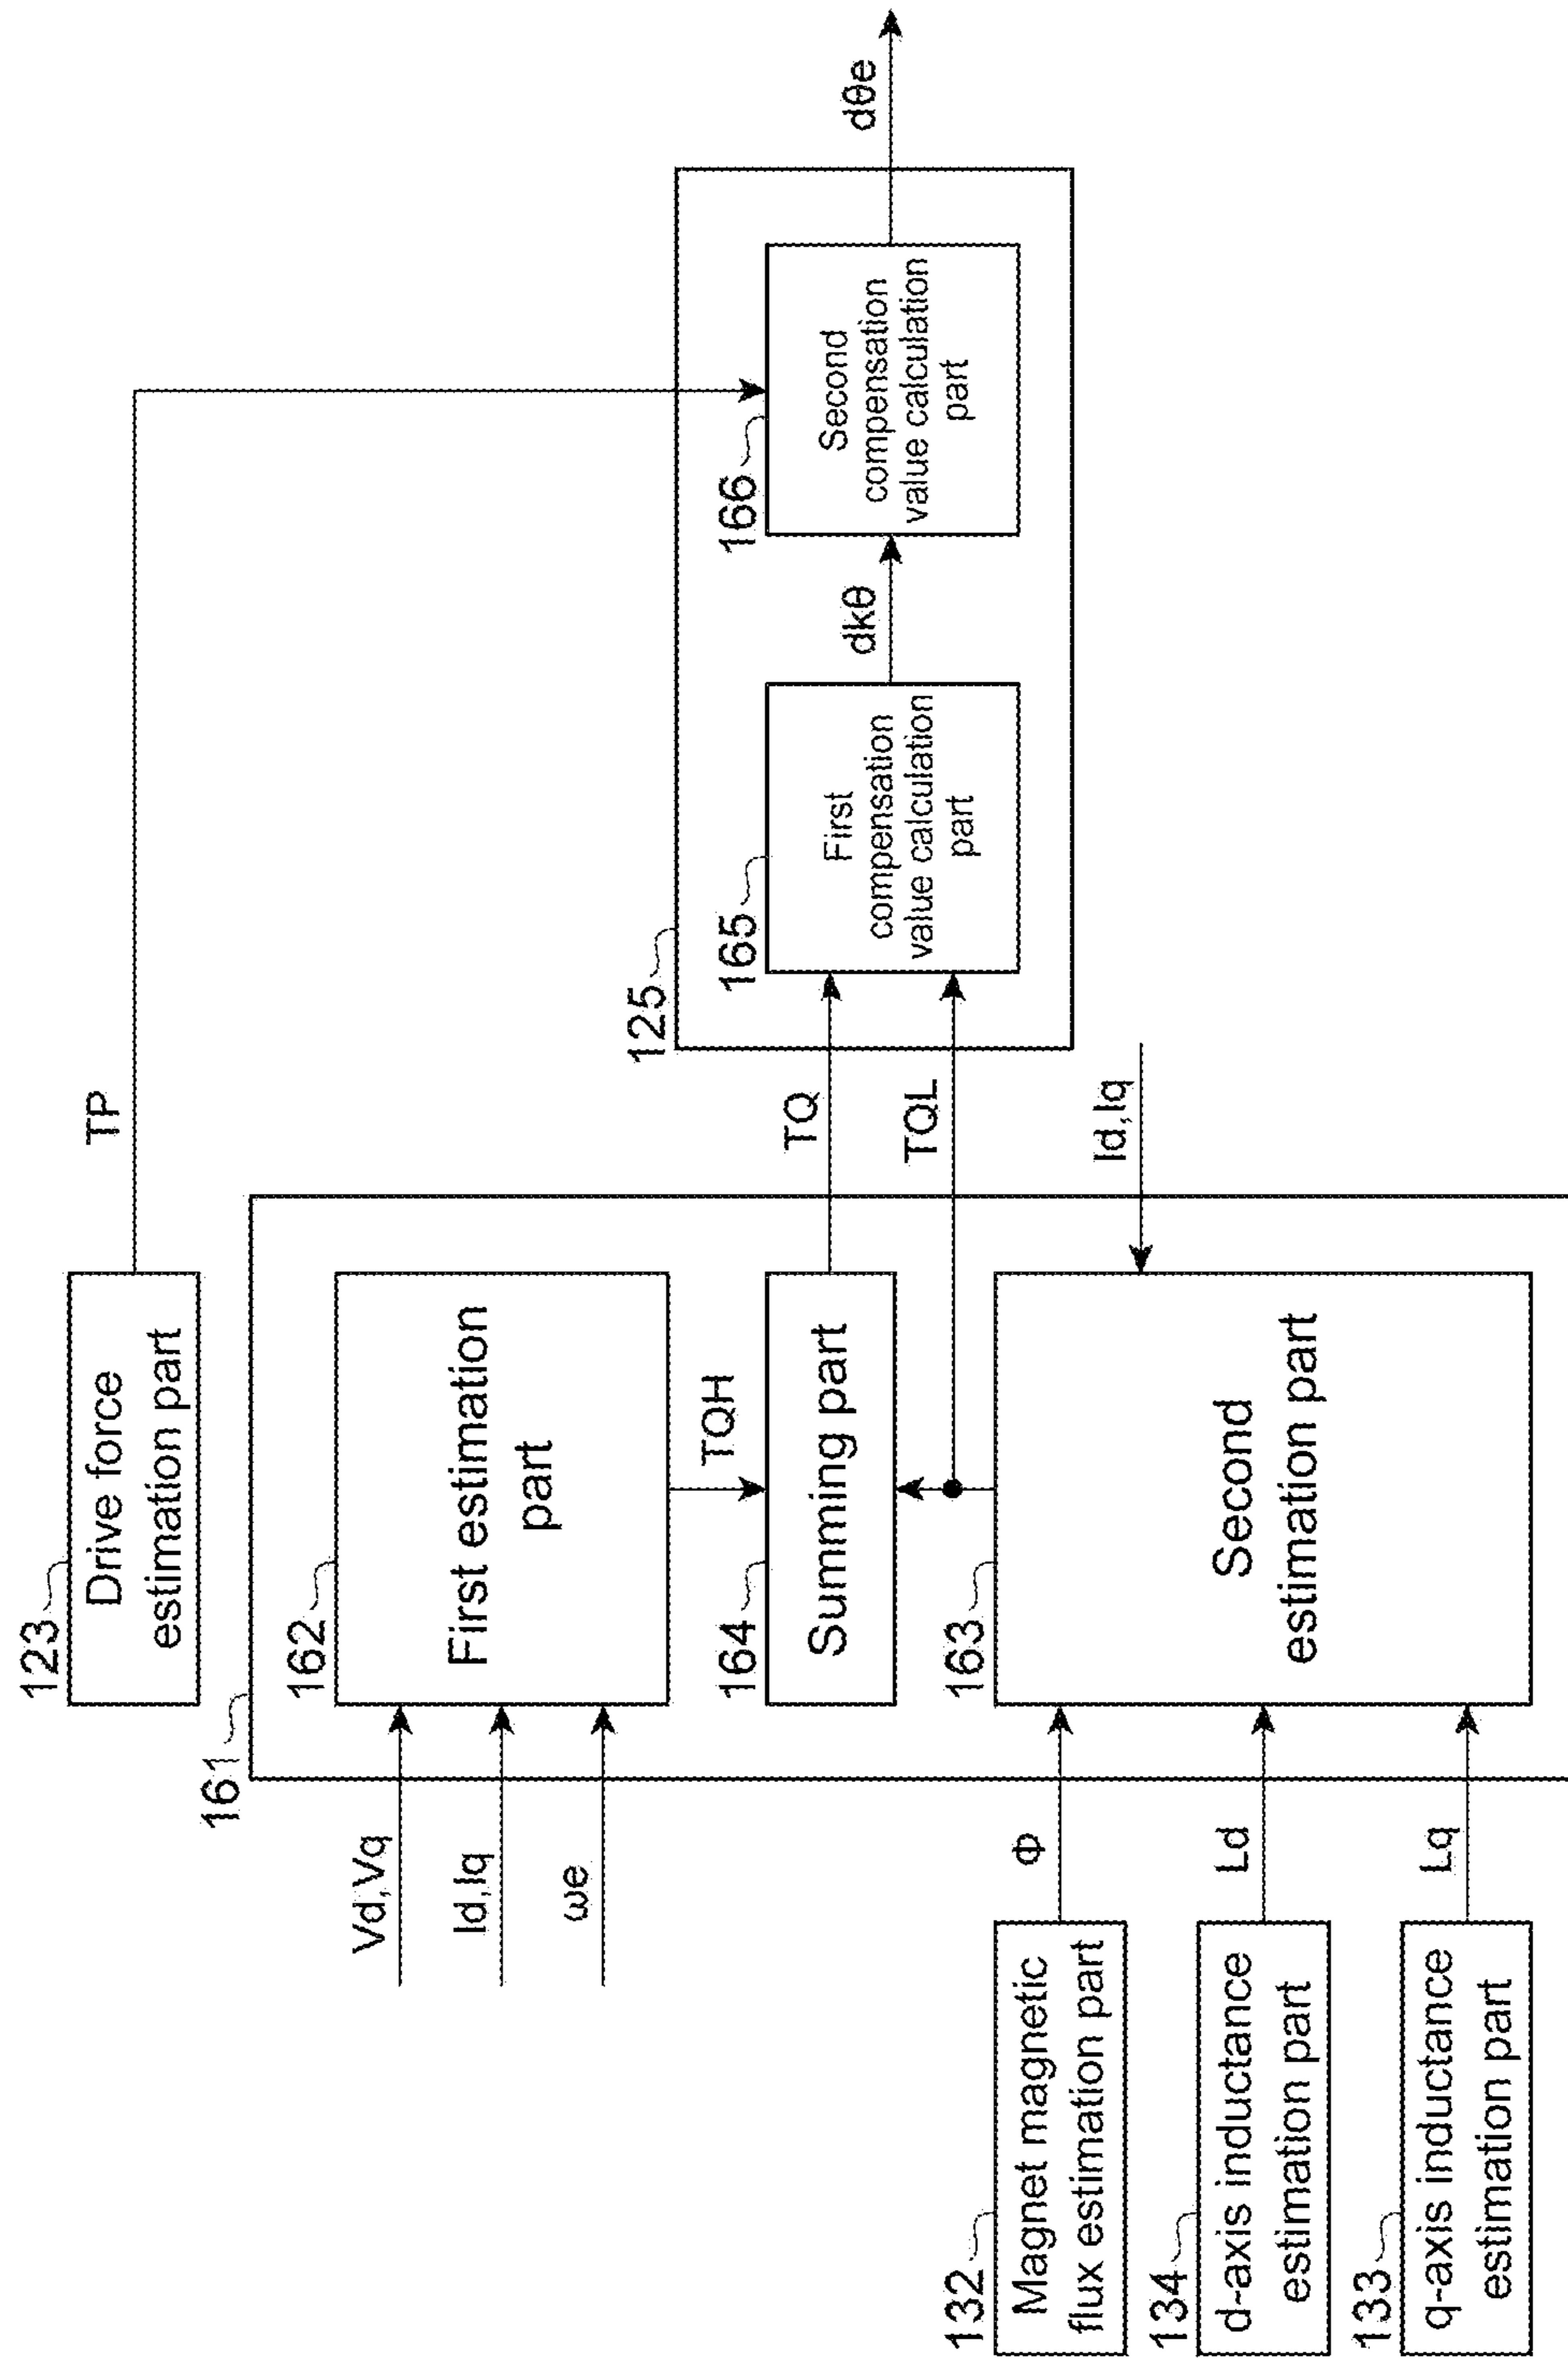 123
Drive force
estimation part
TP
161
162
First estimation
part
Vd,Vq
Id,Iq
ωe
TQH
164
Summing part
TQ
TQL
125
165
First
compensation
value calculation
part
dkθ
166
Second
compensation
value calculation
part
dθe
163
Second
estimation part
Id,Iq
132
Magnet magnetic
flux estimation part
Φ
134
d-axis inductance
estimation part
Ld
133
q-axis inductance
estimation part
Lq